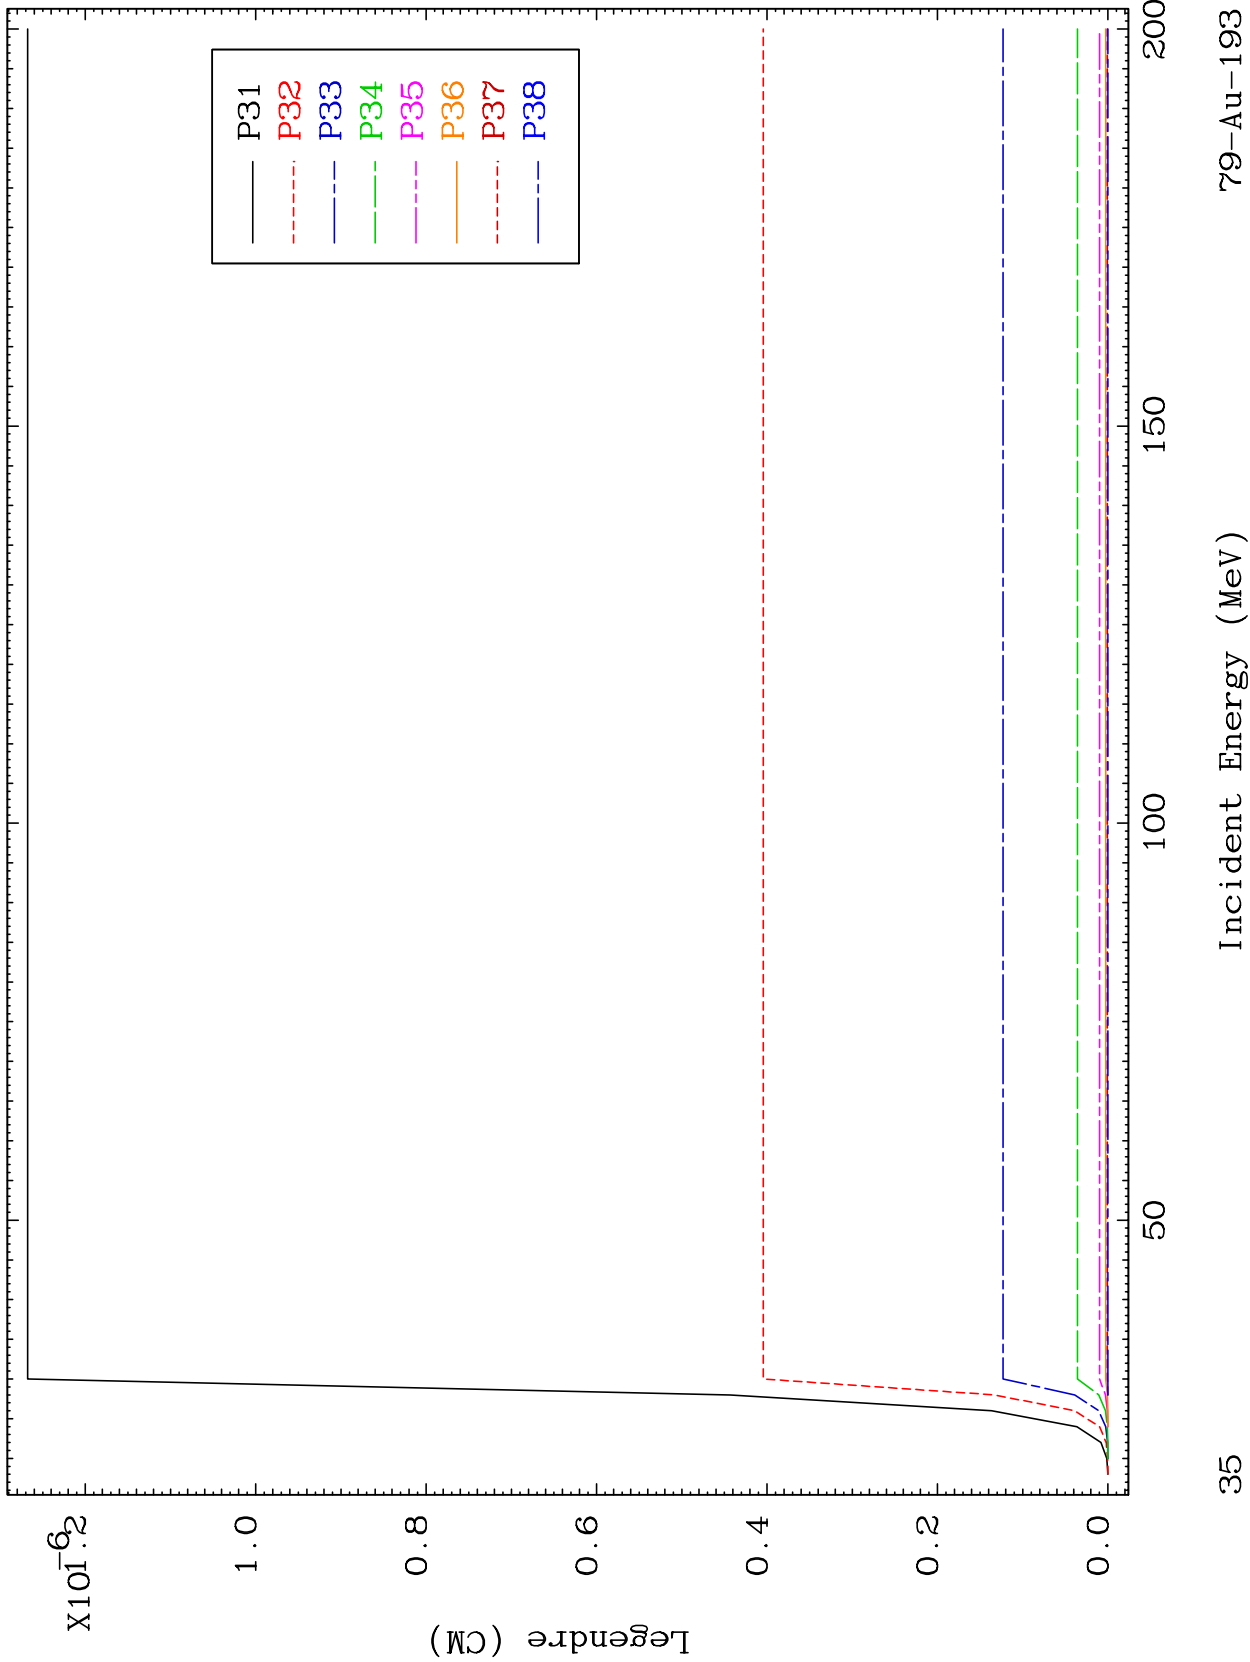 X10-6
1.2
1.0
0.8
0.6
0.4
0.2
0.0
Legendre (CM)
P31
P32
P33
P34
P35
P36
P37
P38
50 100 150 200
35 Incident Energy (MeV) 79-Au-193